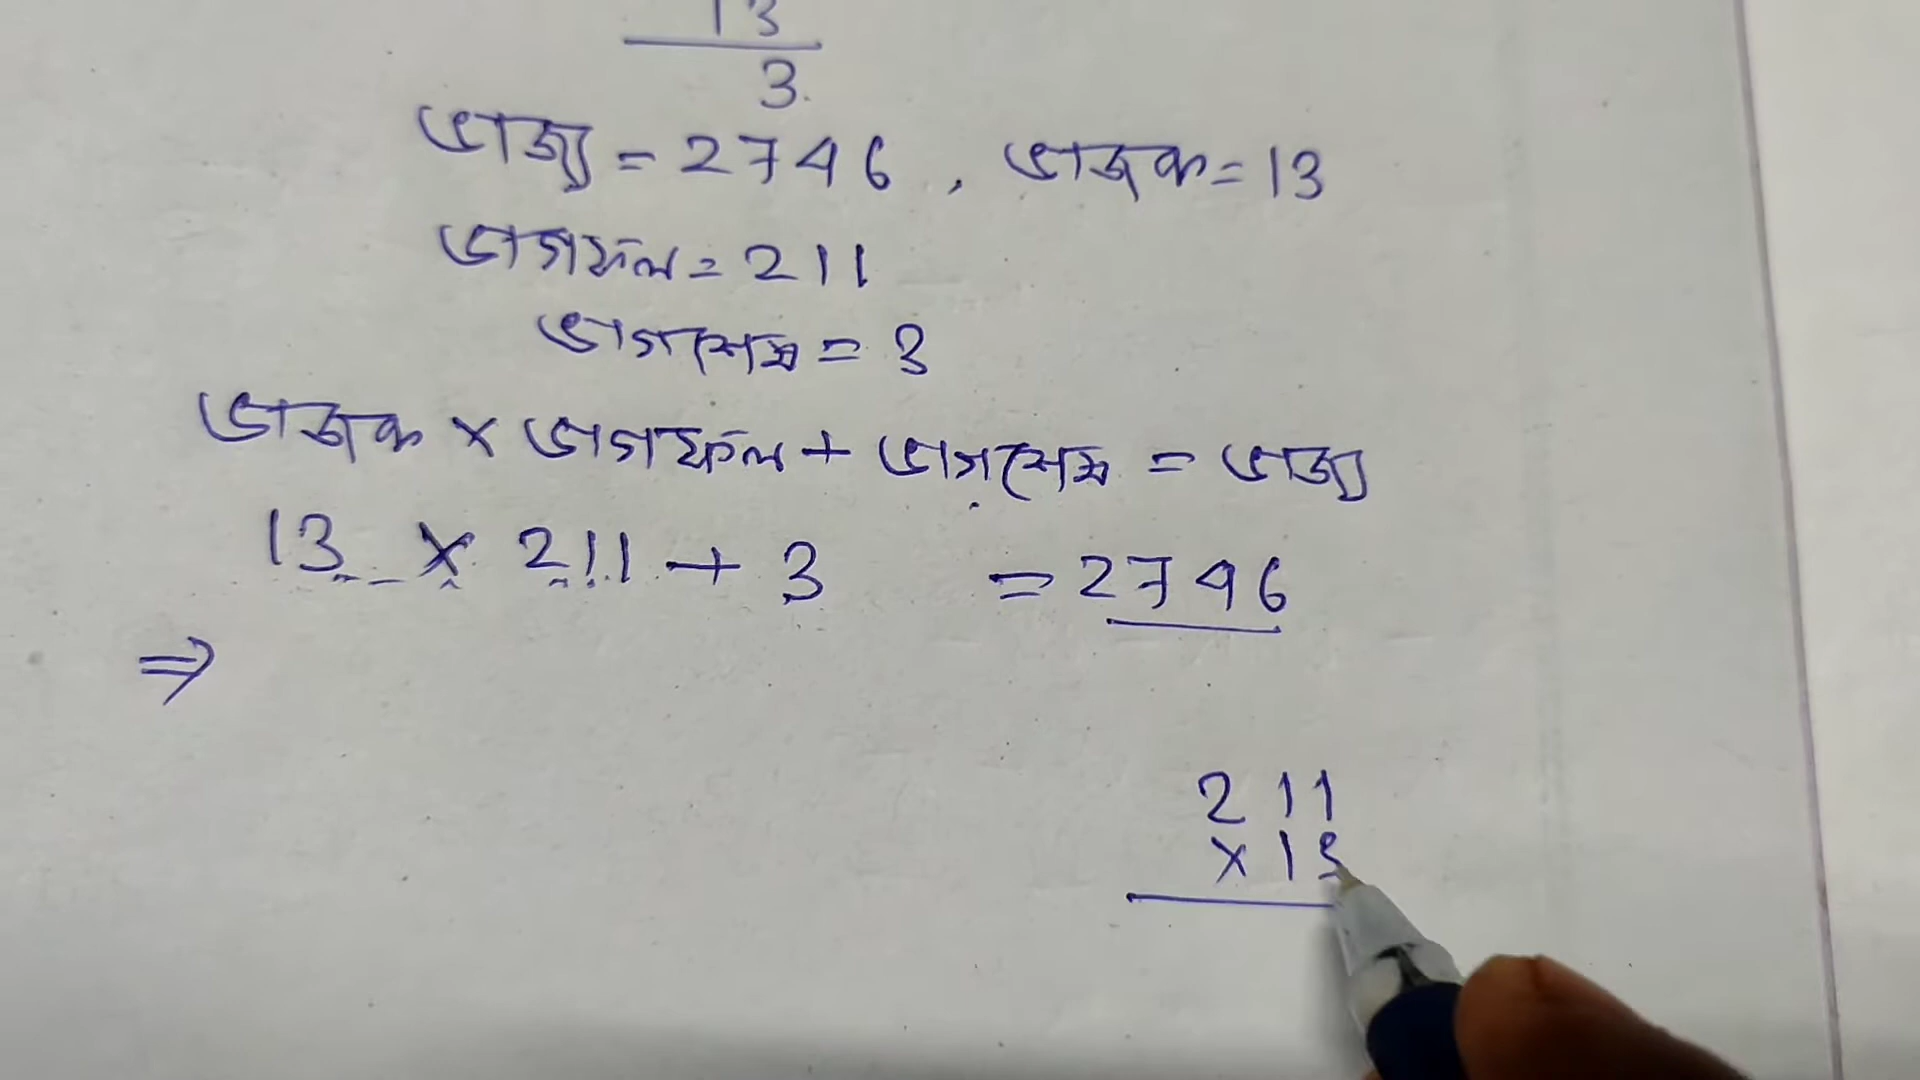 13
3
ভাজ্য = 2746, ভাজক = 13
ভাগফল = 211
ভাগশেষ = 3
ভাজক × ভাগফল + ভাগশেষ = ভাজ্য
13 × 211 + 3 = 2746
⇒
211
× 13